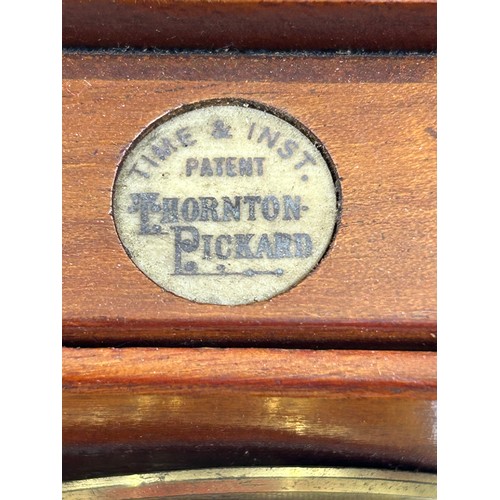 TIME & INST.
PATENT
THORNTON-
PICKARD